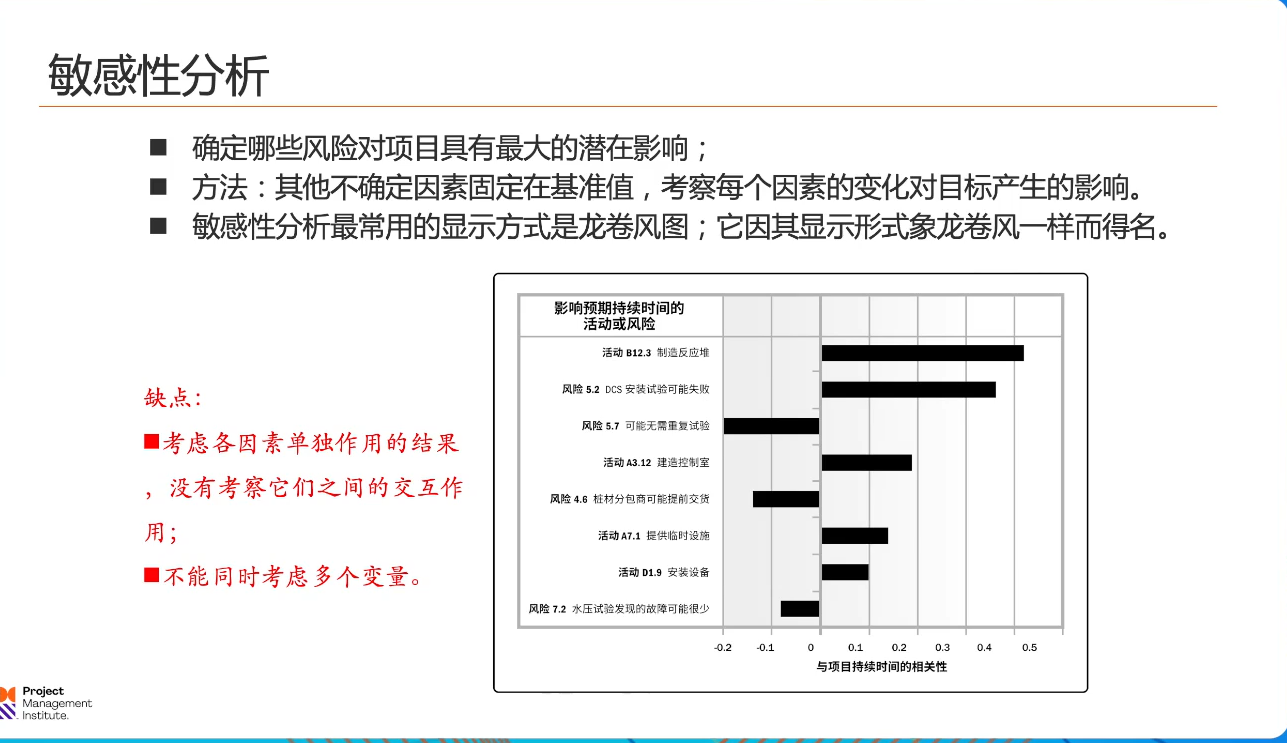 敏感性分析
■ 确定哪些风险对项目具有最大的潜在影响；
■ 方法：其他不确定因素固定在基准值，考察每个因素的变化对目标产生的影响。
■ 敏感性分析最常用的显示方式是龙卷风图；它因其显示形式象龙卷风一样而得名。
缺点：
■考虑各因素单独作用的结果
，没有考察它们之间的交互作
用；
■不能同时考虑多个变量。
影响预期持续时间的
活动或风险
活动 B12.3 制造反应堆
风险 5.2 DCS 安装试验可能失败
风险 5.7 可能无需重复试验
活动 A3.12 建造控制室
风险 4.6 桩材分包商可能提前交货
活动 A7.1 提供临时设施
活动 D1.9 安装设备
风险 7.2 水压试验发现的故障可能很少
-0.2 -0.1 0 0.1 0.2 0.3 0.4 0.5
与项目持续时间的相关性
Project
Management
Institute.